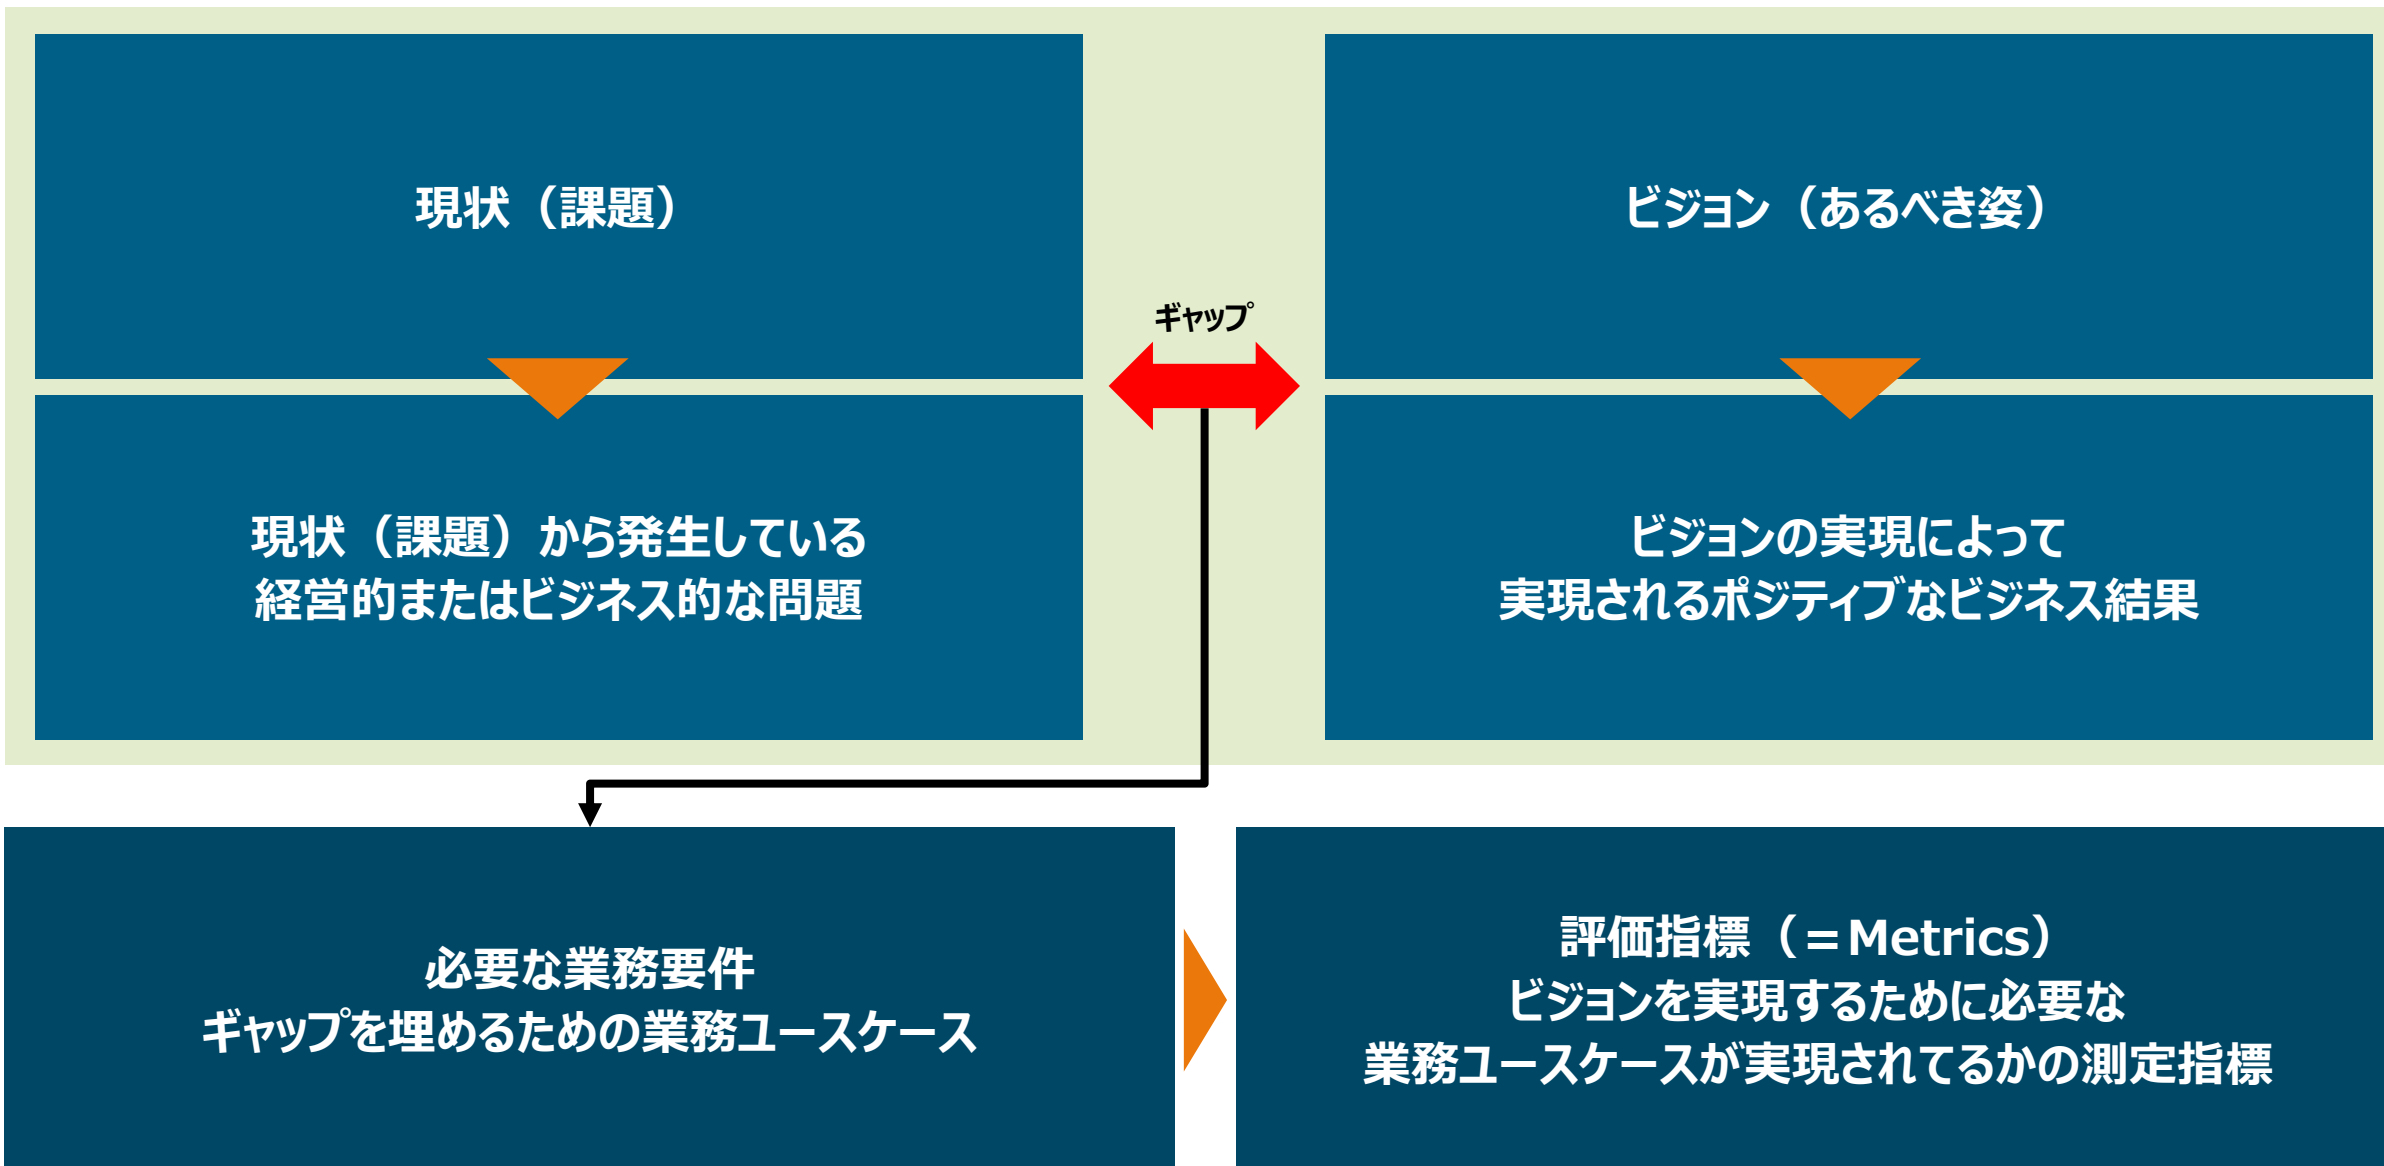 現状（課題）
ビジョン（あるべき姿）
ギャップ
現状（課題）から発生している
経営的またはビジネス的な問題
ビジョンの実現によって
実現されるポジティブなビジネス結果
必要な業務要件
ギャップを埋めるための業務ユースケース
評価指標（=Metrics）
ビジョンを実現するために必要な
業務ユースケースが実現されてるかの測定指標